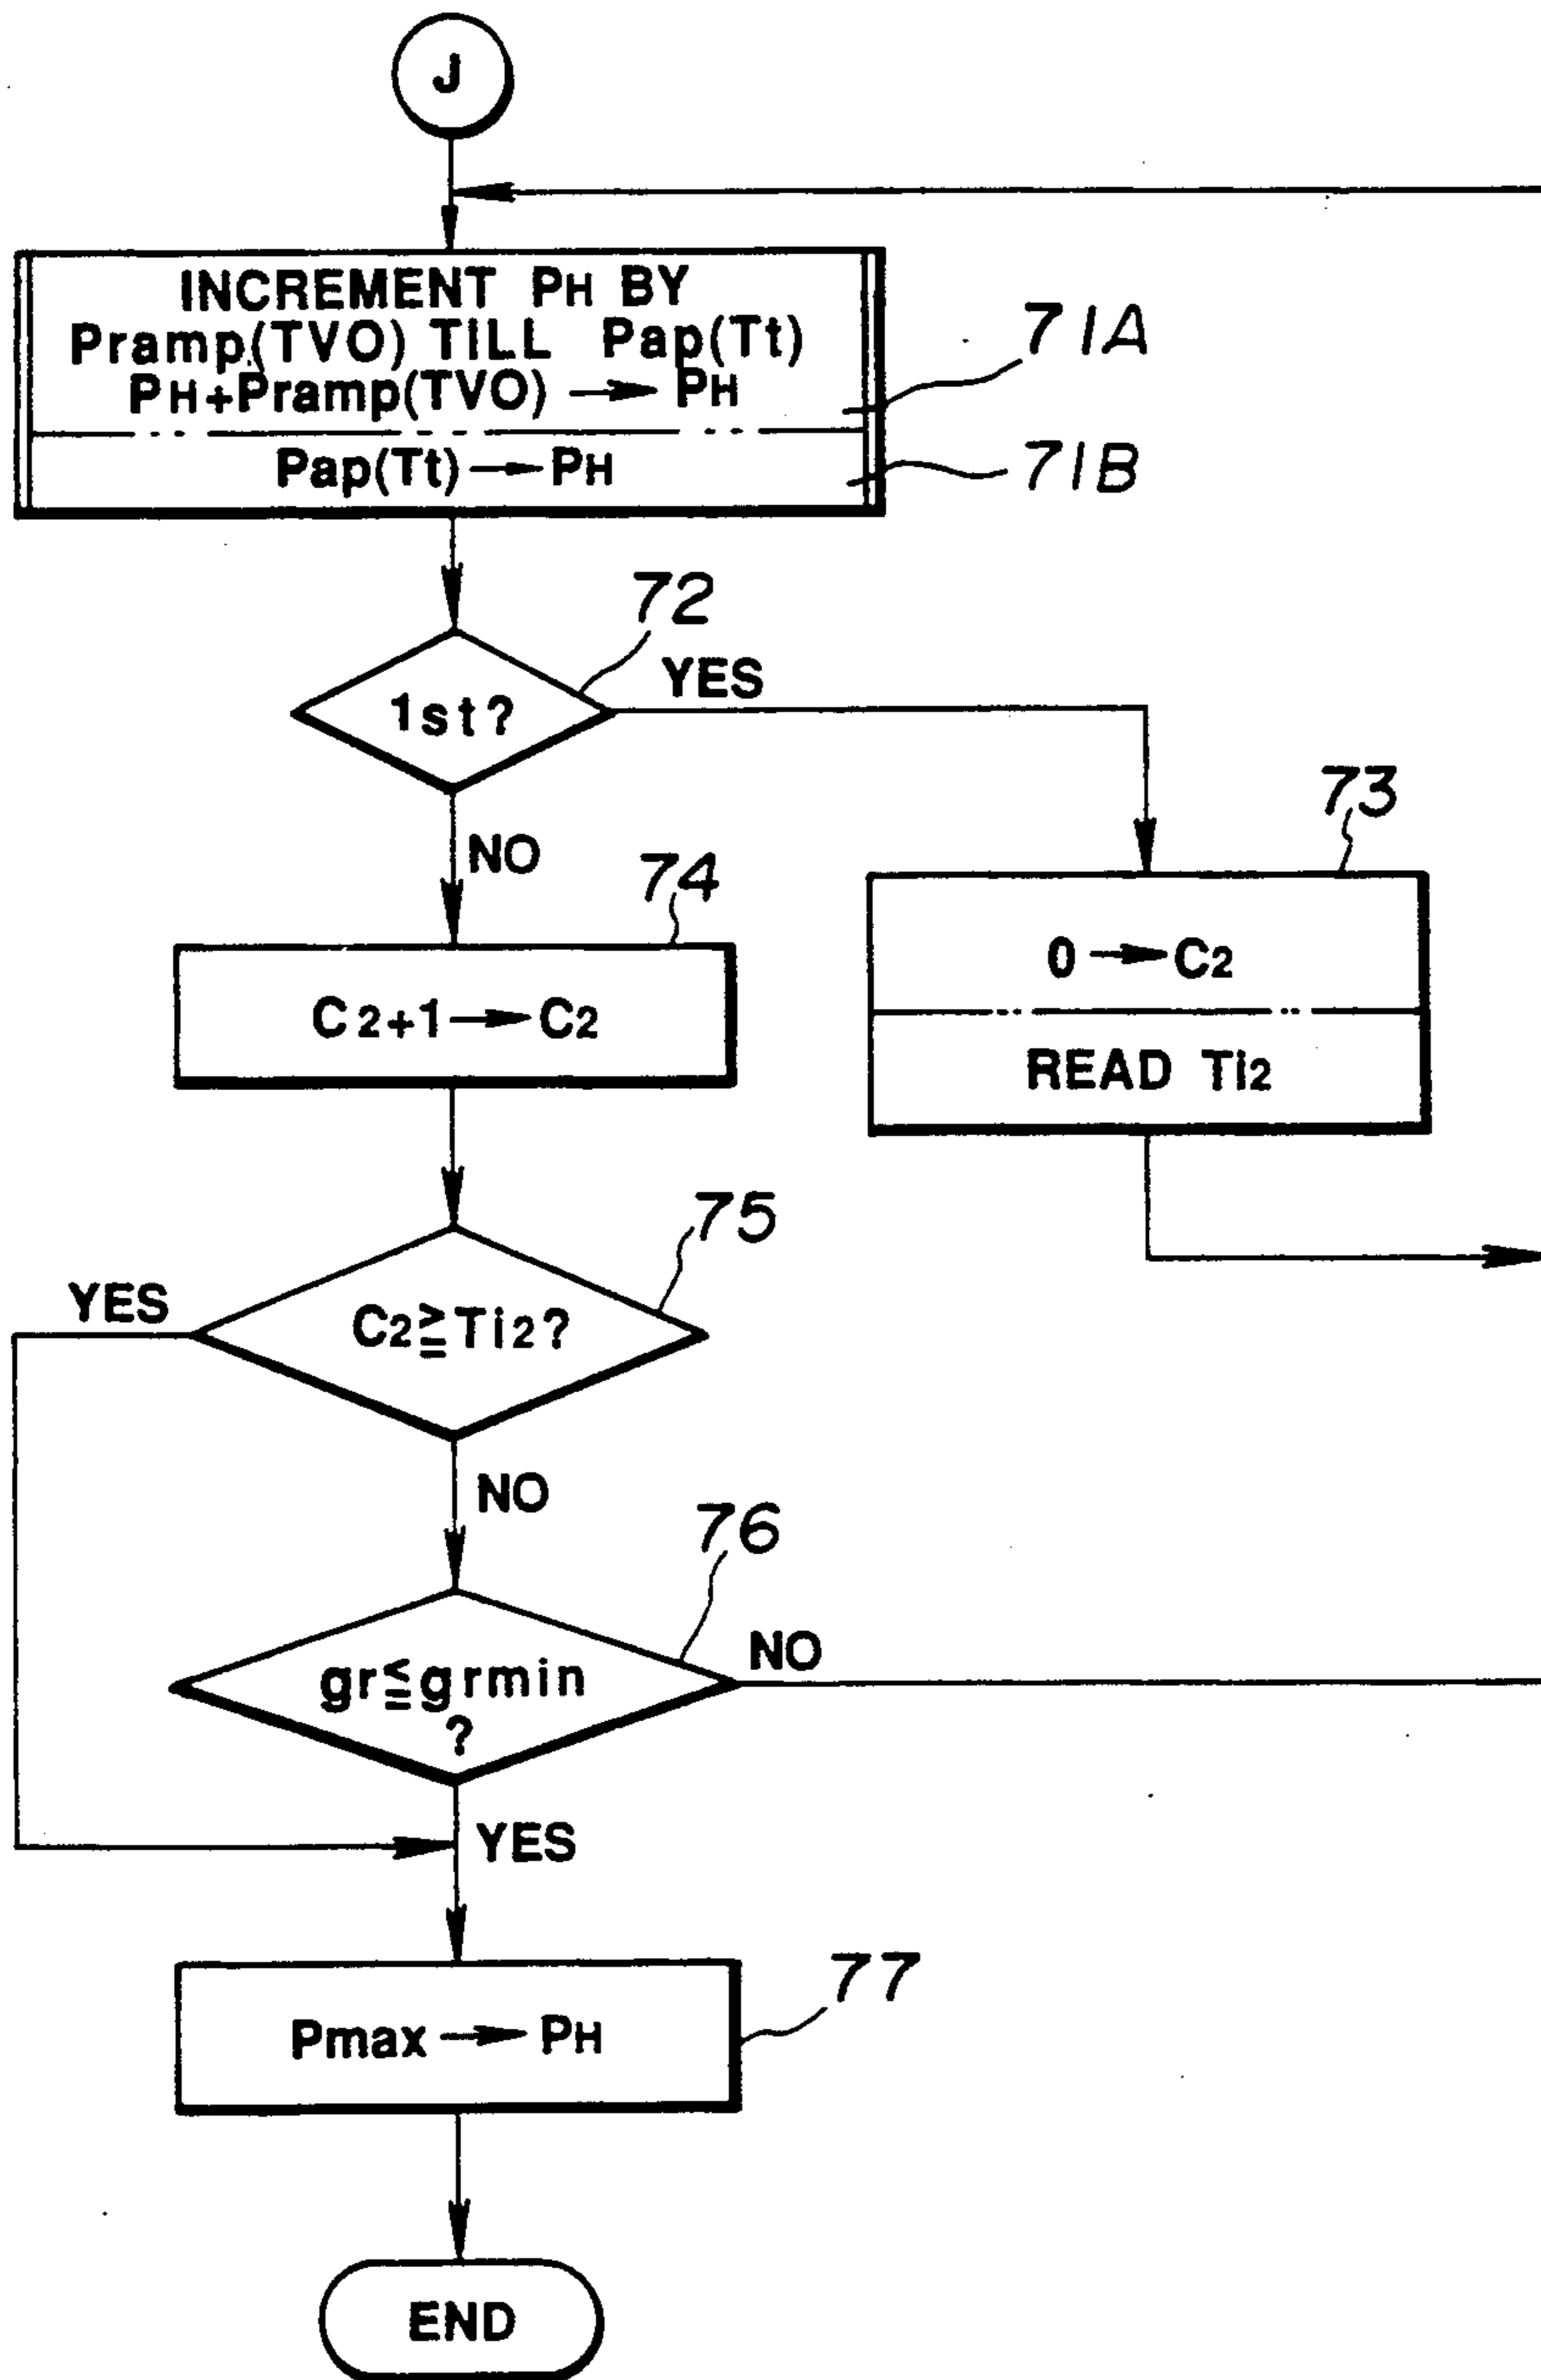 J
INCREMENT PH BY
Pramp(TVO) TILL Pap(Tt)
PH+Pramp(TVO) → PH
71A
Pap(Tt) → PH
71B
72
1st?
YES
NO
73
0 → C2
READ Ti2
74
C2+1 → C2
75
YES
C2≧Ti2?
NO
76
gr≦grmin
?
NO
YES
77
Pmax → PH
END